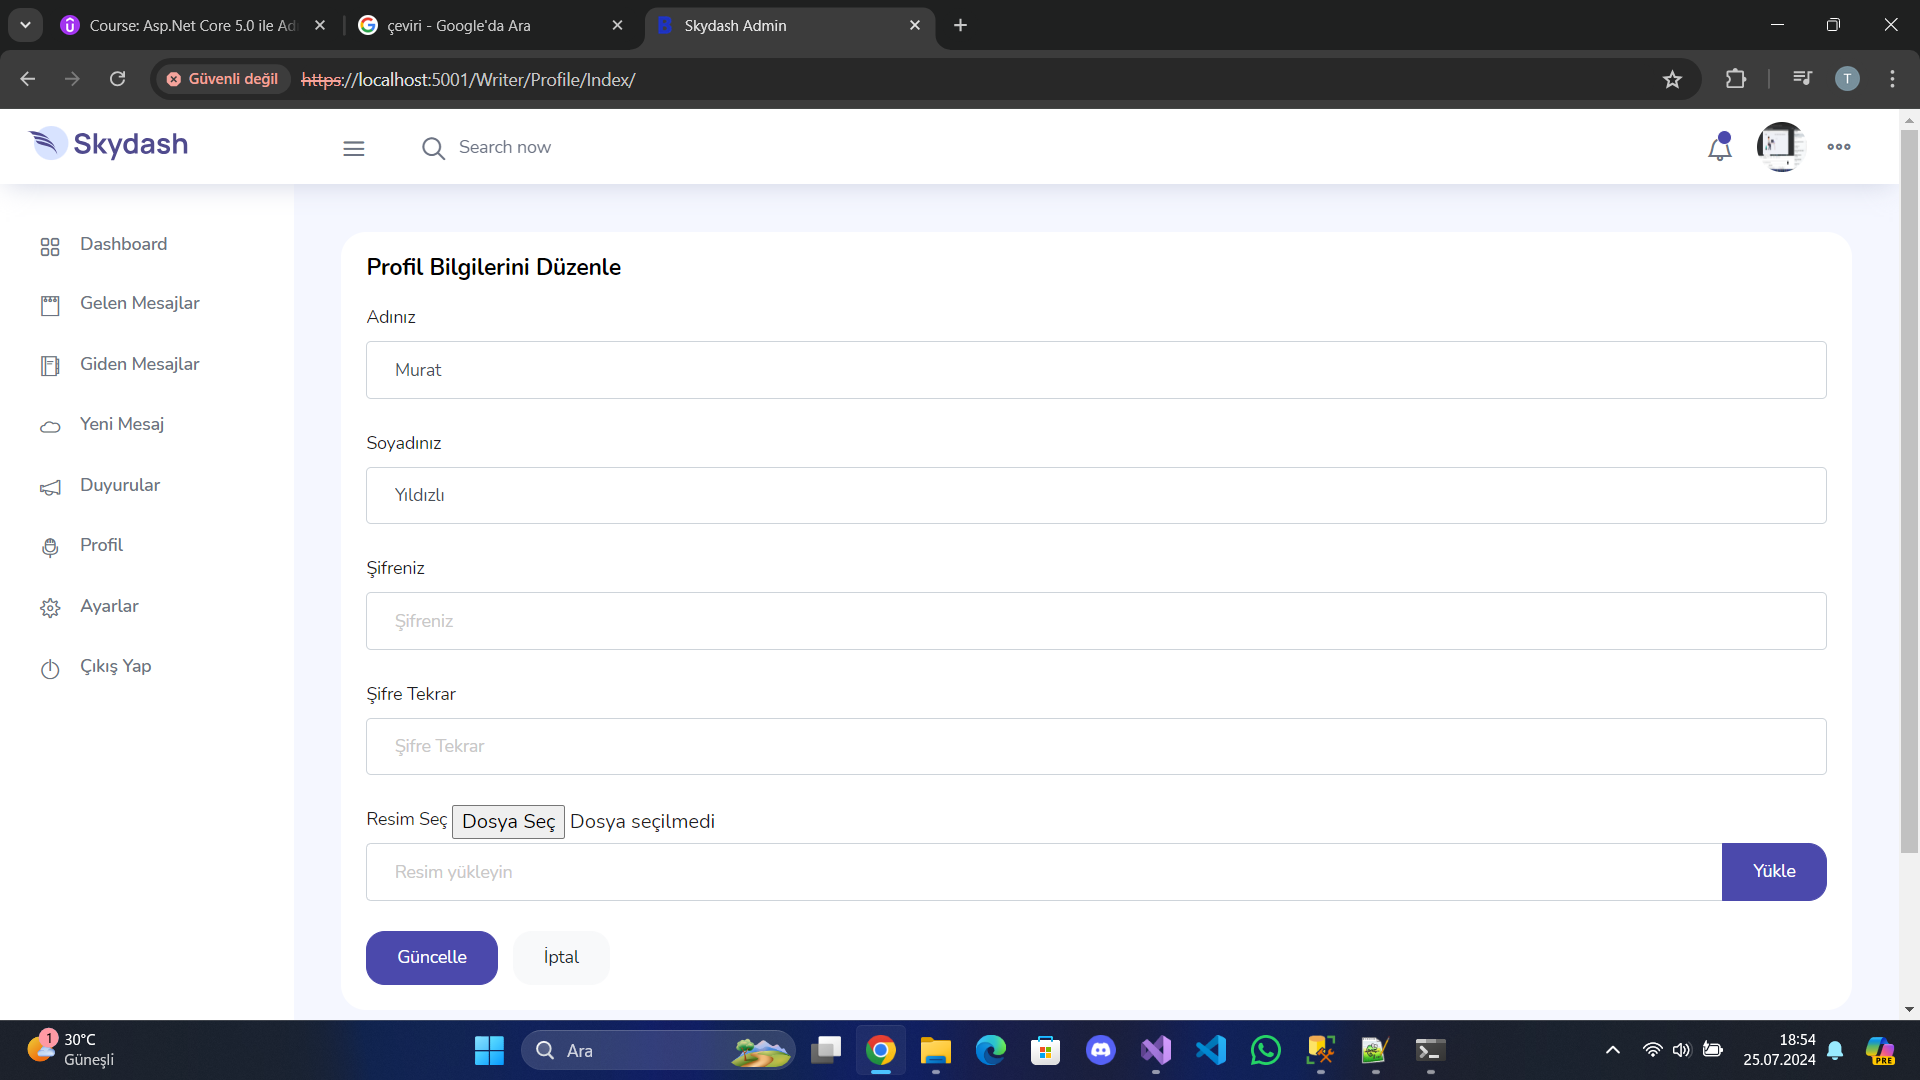 Course: Asp.Net Core 5.0 ile Ad
çeviri - Google'da Ara
Skydash Admin
Güvenli değil
https://localhost:5001/Writer/Profile/Index/
T
Skydash
Search now
Dashboard
Gelen Mesajlar
Giden Mesajlar
Yeni Mesaj
Duyurular
Profil
Ayarlar
Çıkış Yap
Profil Bilgilerini Düzenle
Adınız
Murat
Soyadınız
Yıldızlı
Şifreniz
Şifreniz
Şifre Tekrar
Şifre Tekrar
Resim Seç Dosya Seç Dosya seçilmedi
Resim yükleyin
Yükle
Güncelle
İptal
1
30°C
Güneşli
Ara
18:54
25.07.2024
PRE